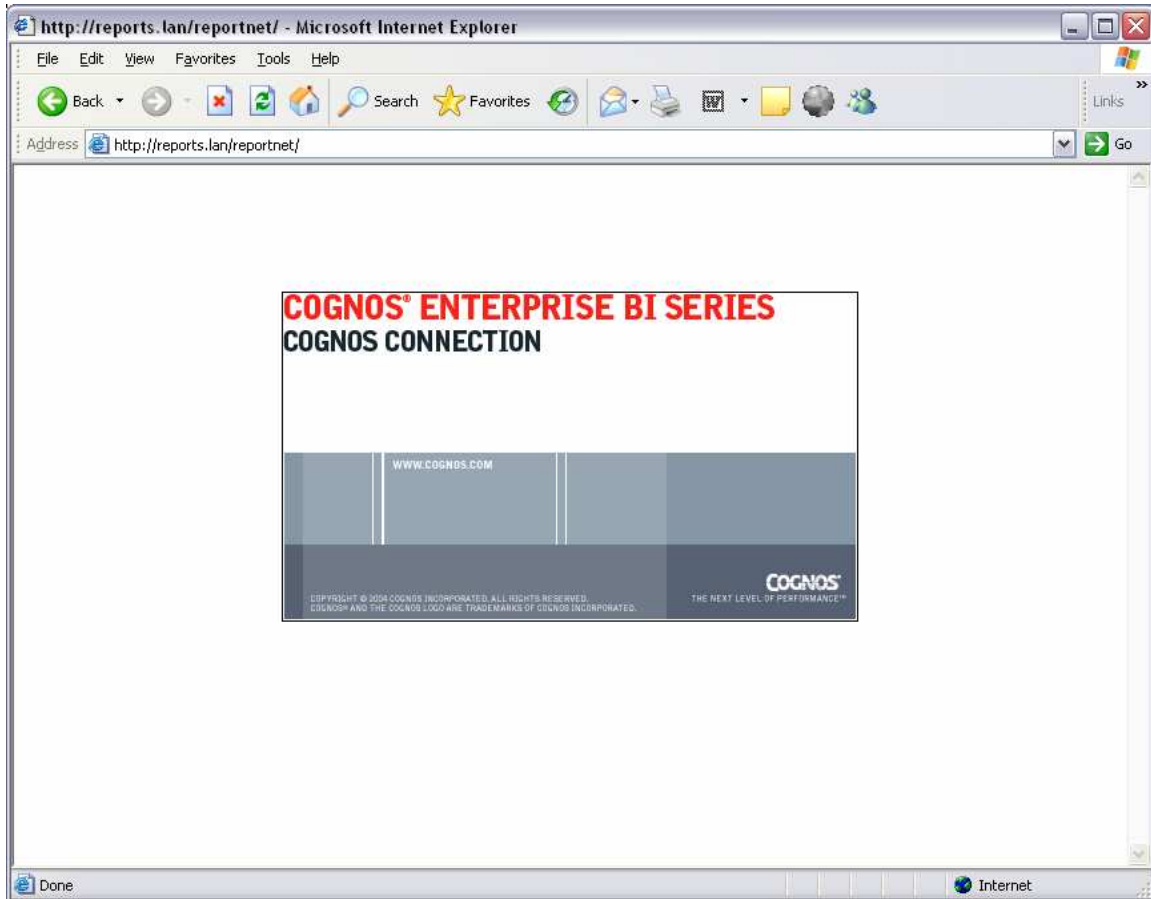 http://reports.lan/reportnet/ - Microsoft Internet Explorer
File Edit View Favorites Tools Help
Back Search Favorites W Links »
Address http://reports.lan/reportnet/ Go
COGNOS® ENTERPRISE BI SERIES
COGNOS CONNECTION
WWW.COGNOS.COM
COGNOS®
COPYRIGHT © 2004 COGNOS INCORPORATED. ALL RIGHTS RESERVED.
THE NEXT LEVEL OF PERFORMANCE™
COGNOS® AND THE COGNOS LOGO ARE TRADEMARKS OF COGNOS INCORPORATED.
Done Internet